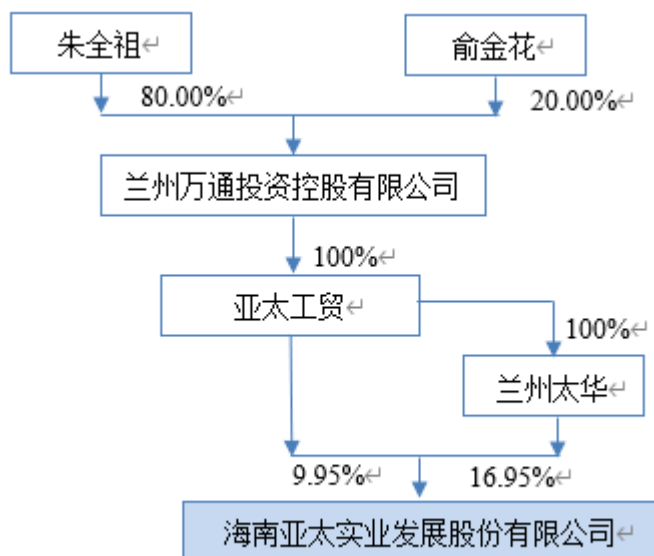 朱全祖↵
俞金花↵
80.00%↵
20.00%↵
兰州万通投资控股有限公司↵
100%↵
亚太工贸↵
100%↵
兰州太华↵
9.95%↵
16.95%↵
海南亚太实业发展股份有限公司↵